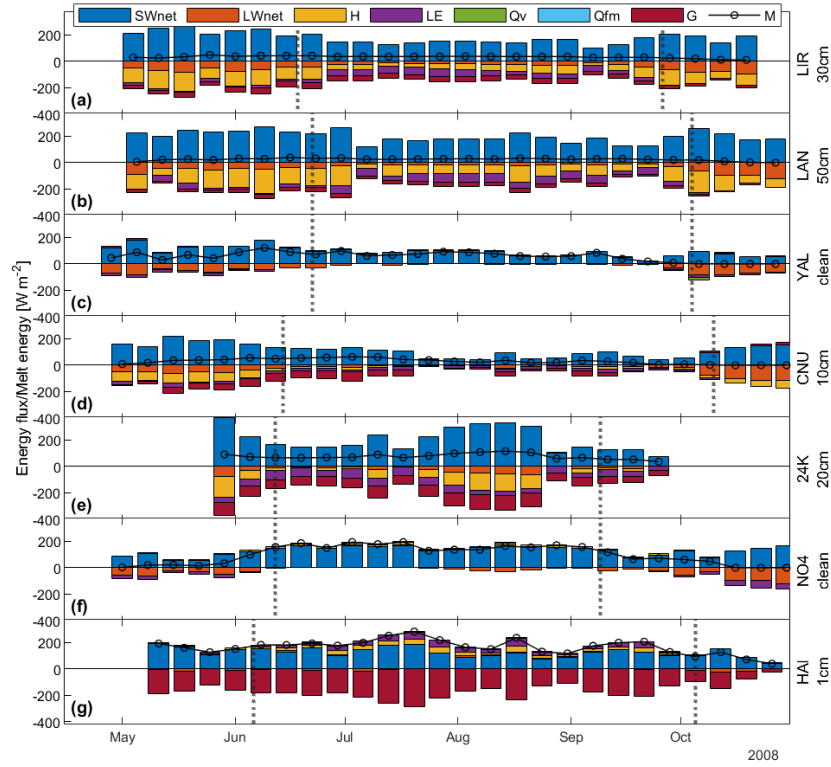 SWnet LWnet H LE Qv Qfm G M
200
0
-200
(a)
LIR
30cm
-400
200
0
-200
(b)
LAN
50cm
-400
200
0
-200
(c)
YAL
clean
-400
200
0
-200
(d)
CNU
10cm
-400
200
0
-200
(e)
24K
20cm
-400
200
0
-200
(f)
NO4
clean
-400
200
0
-200
-400
(g)
HAI
1cm
Energy flux/Melt energy [W m-2]
May Jun Jul Aug Sep Oct
2008